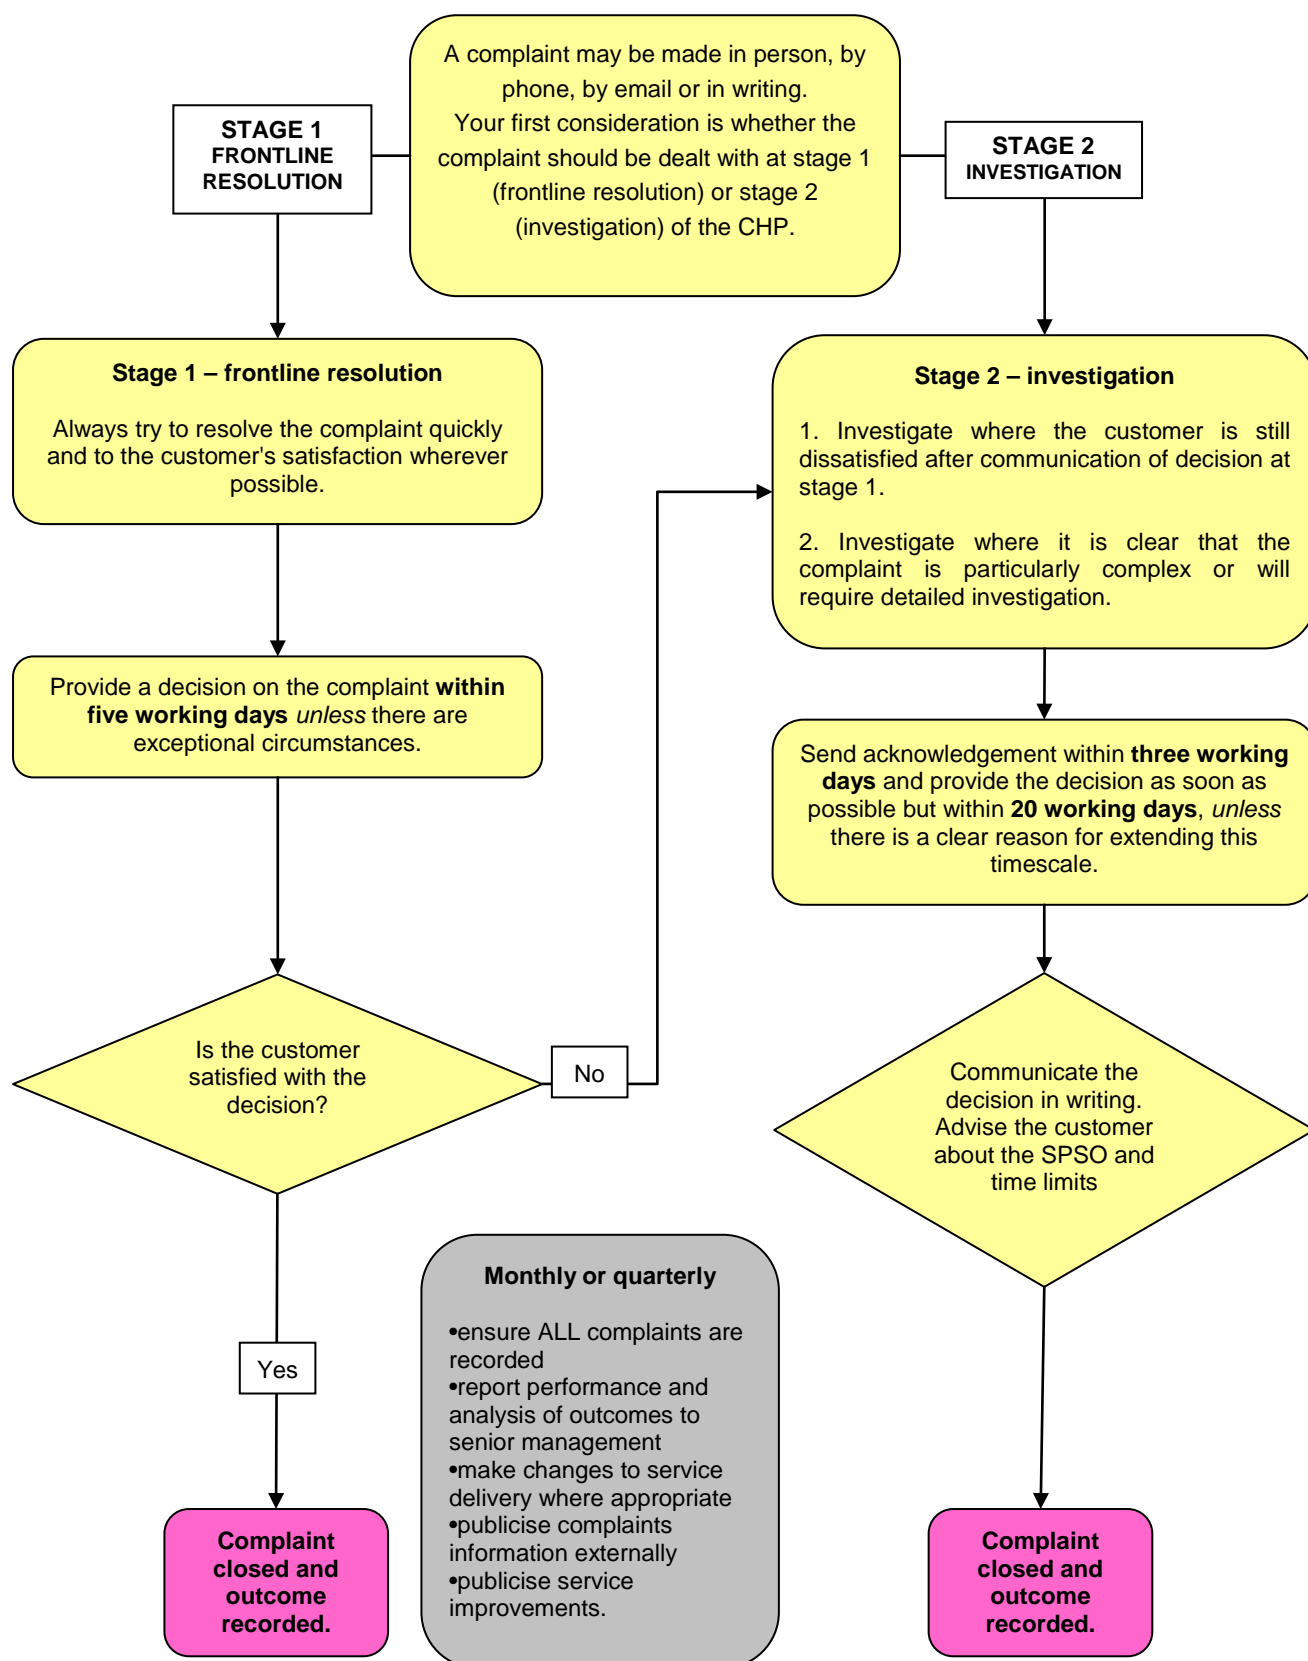 A complaint may be made in person, by
phone, by email or in writing.
Your first consideration is whether the
complaint should be dealt with at stage 1
(frontline resolution) or stage 2
(investigation) of the CHP.
STAGE 1
FRONTLINE
RESOLUTION
STAGE 2
INVESTIGATION
Stage 1 – frontline resolution
Always try to resolve the complaint quickly
and to the customer's satisfaction wherever
possible.
Provide a decision on the complaint within
five working days unless there are
exceptional circumstances.
Is the customer
satisfied with the
decision?
No
Yes
Complaint
closed and
outcome
recorded.
Stage 2 – investigation
1. Investigate where the customer is still
dissatisfied after communication of decision at
stage 1.
2. Investigate where it is clear that the
complaint is particularly complex or will
require detailed investigation.
Send acknowledgement within three working
days and provide the decision as soon as
possible but within 20 working days, unless
there is a clear reason for extending this
timescale.
Communicate the
decision in writing.
Advise the customer
about the SPSO and
time limits
Complaint
closed and
outcome
recorded.
Monthly or quarterly
•ensure ALL complaints are
recorded
•report performance and
analysis of outcomes to
senior management
•make changes to service
delivery where appropriate
•publicise complaints
information externally
•publicise service
improvements.